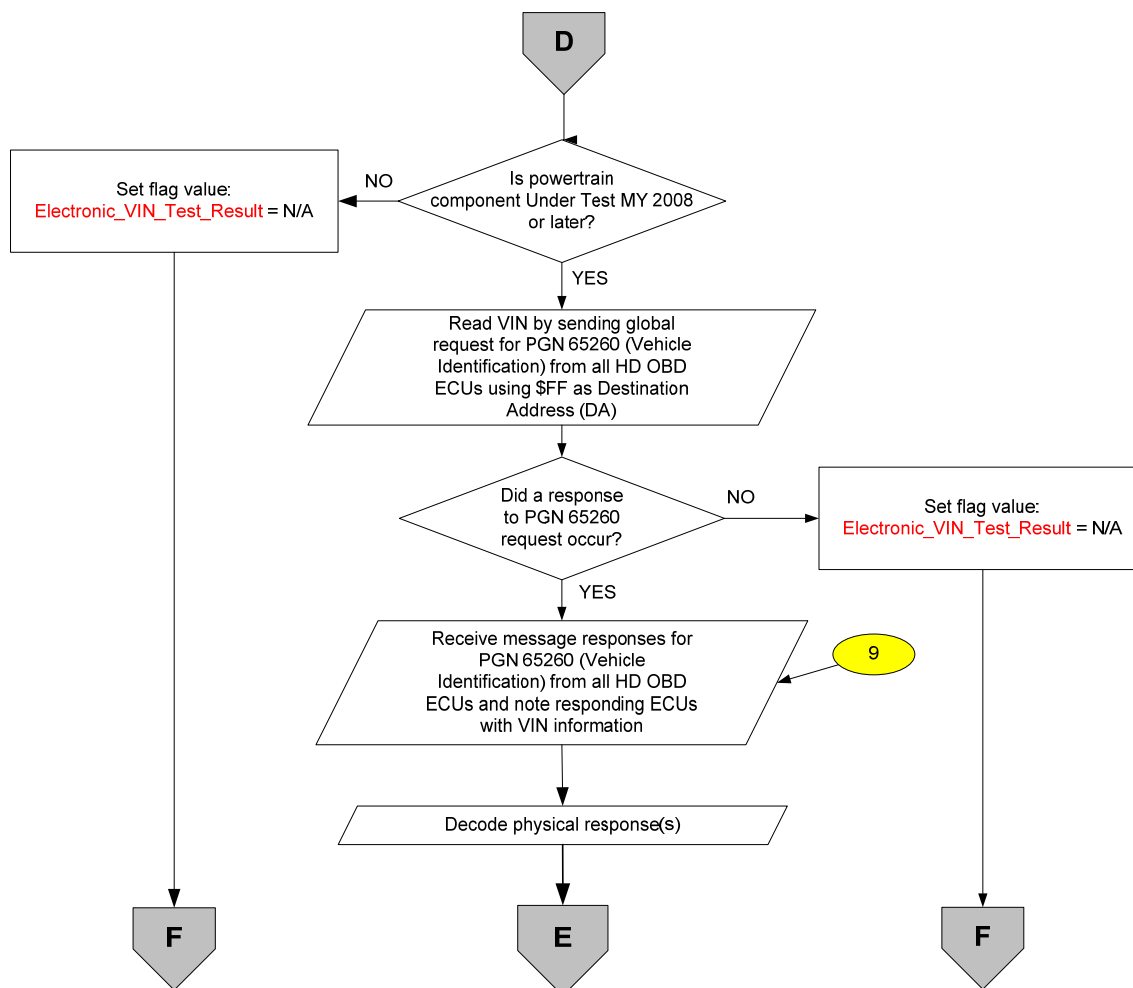 D
Is powertrain
component Under Test MY 2008
or later?
NO
Set flag value:
Electronic_VIN_Test_Result = N/A
YES
Read VIN by sending global
request for PGN 65260 (Vehicle
Identification) from all HD OBD
ECUs using $FF as Destination
Address (DA)
Did a response
to PGN 65260
request occur?
NO
Set flag value:
Electronic_VIN_Test_Result = N/A
YES
Receive message responses for
PGN 65260 (Vehicle
Identification) from all HD OBD
ECUs and note responding ECUs
with VIN information
9
Decode physical response(s)
F
E
F